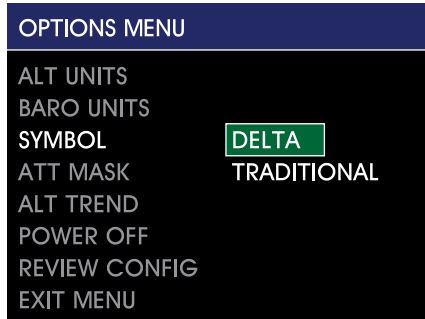 OPTIONS MENU
ALT UNITS
BARO UNITS
SYMBOL DELTA
ATT MASK TRADITIONAL
ALT TREND
POWER OFF
REVIEW CONFIG
EXIT MENU